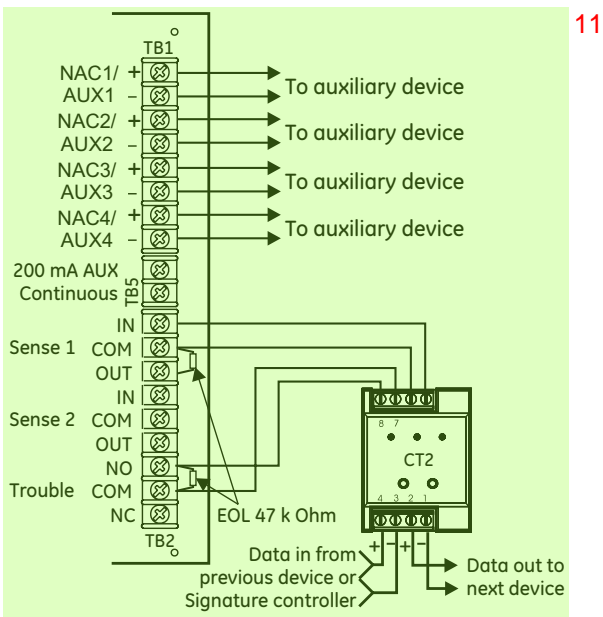 11
TB1
NAC1/ +
AUX1 –
To auxiliary device
NAC2/ +
AUX2 –
To auxiliary device
NAC3/ +
AUX3 –
To auxiliary device
NAC4/ +
AUX4 –
To auxiliary device
200 mA AUX
Continuous
TB5
IN
Sense 1 COM
OUT
IN
Sense 2 COM
OUT
NO
Trouble COM
NC
TB2
EOL 47 k Ohm
8 7
CT2
4 3 2 1
+ – + –
Data in from
previous device or
Signature controller
Data out to
next device